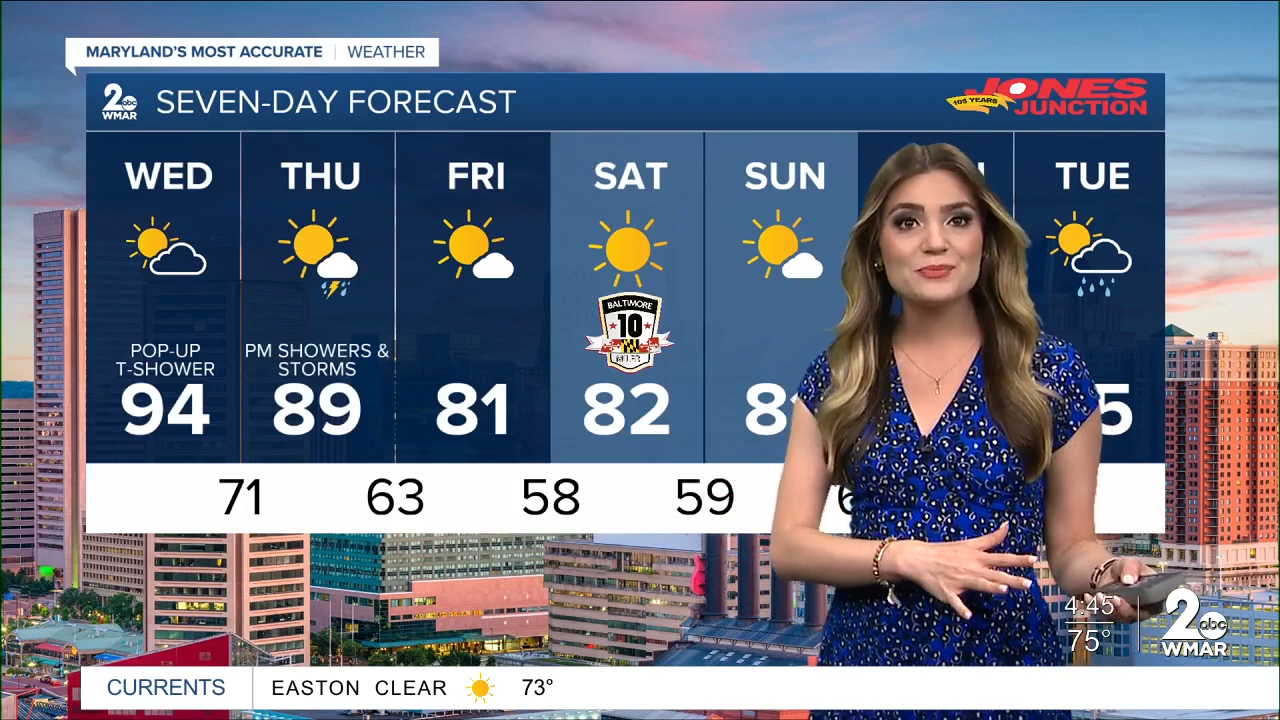 MARYLAND'S MOST ACCURATE | WEATHER
2 abc WMAR
SEVEN-DAY FORECAST
105 YEARS
JONES
JUNCTION
WED THU FRI SAT SUN TUE
BALTIMORE
10
MILER
POP-UP
T-SHOWER
PM SHOWERS &
STORMS
94 89 81 82
71 63 58 59
4:45
75°
2 abc
WMAR
CURRENTS
EASTON CLEAR 73°